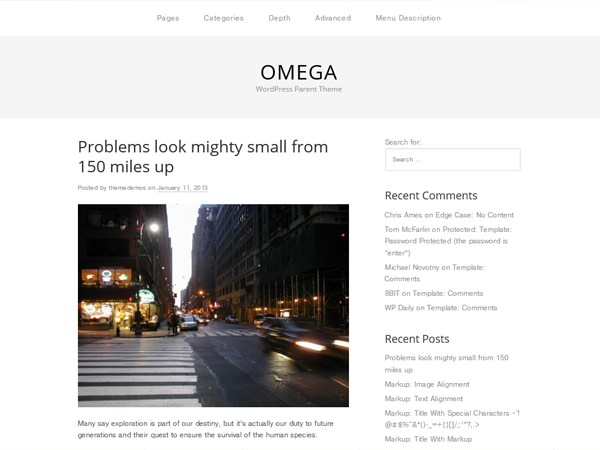 Pages Categories Depth Advanced Menu Description
OMEGA
WordPress Parent Theme
Problems look mighty small from
150 miles up
Posted by themedemos on January 11, 2013
Many say exploration is part of our destiny, but it's actually our duty to future
generations and their quest to ensure the survival of the human species.
Search for:
Search …
Recent Comments
Chris Ames on Edge Case: No Content
Tom McFarlin on Protected: Template:
Password Protected (the password is
"enter")
Michael Novotny on Template:
Comments
8BIT on Template: Comments
WP Daily on Template: Comments
Recent Posts
Problems look mighty small from 150
miles up
Markup: Image Alignment
Markup: Text Alignment
Markup: Title With Special Characters
Markup: Title With Markup